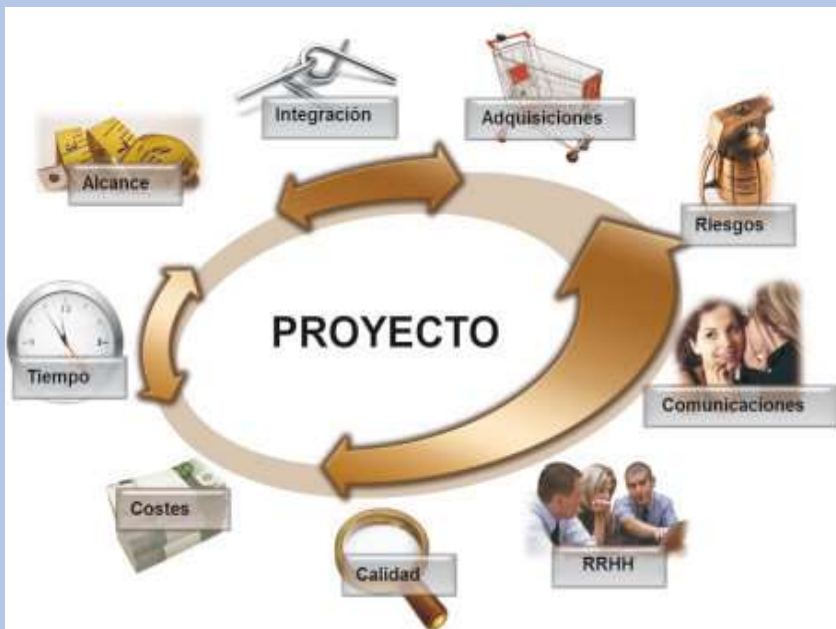 Integración
Adquisiciones
Alcance
Riesgos
PROYECTO
Tiempo
Comunicaciones
Costes
Calidad
RRHH